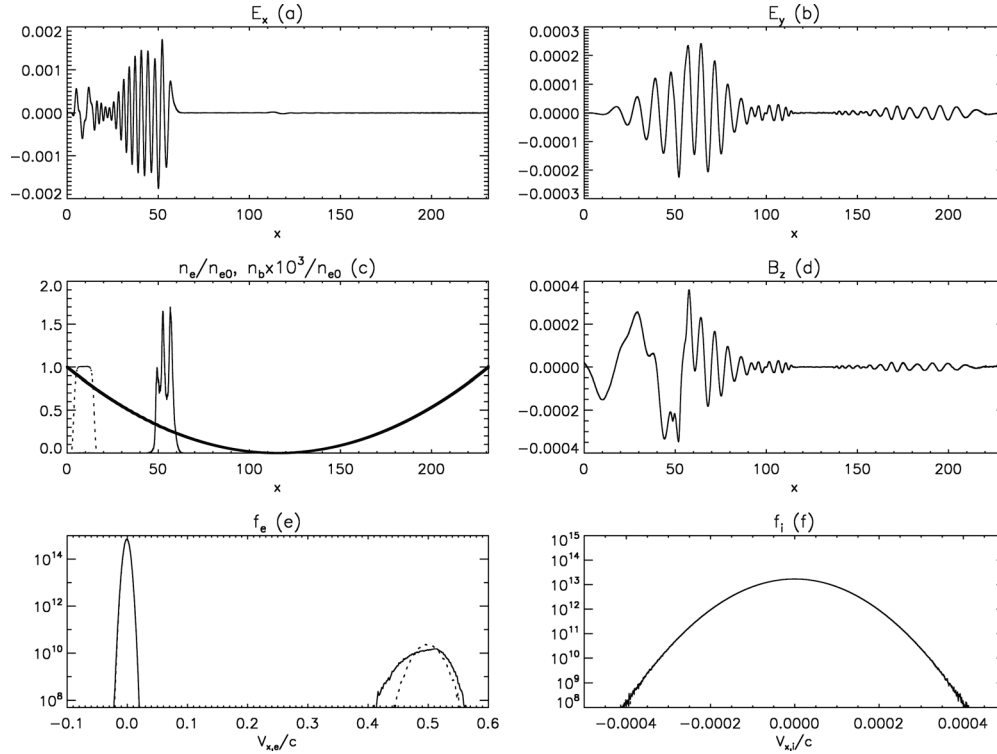 E_x (a)
0.002
0.001
0.000
−0.001
−0.002
0 50 100 150 200
x
E_y (b)
0.0003
0.0002
0.0001
0.0000
−0.0001
−0.0002
−0.0003
0 50 100 150 200
x
n_e/n_{e0}, n_b×10^3/n_{e0} (c)
2.0
1.5
1.0
0.5
0.0
0 50 100 150 200
x
B_z (d)
0.0004
0.0002
0.0000
−0.0002
−0.0004
0 50 100 150 200
x
f_e (e)
10^14
10^12
10^10
10^8
−0.1 0.0 0.1 0.2 0.3 0.4 0.5 0.6
V_{x,e}/c
f_i (f)
10^15
10^14
10^13
10^12
10^11
10^10
10^9
10^8
−0.0004 −0.0002 0.0000 0.0002 0.0004
V_{x,i}/c